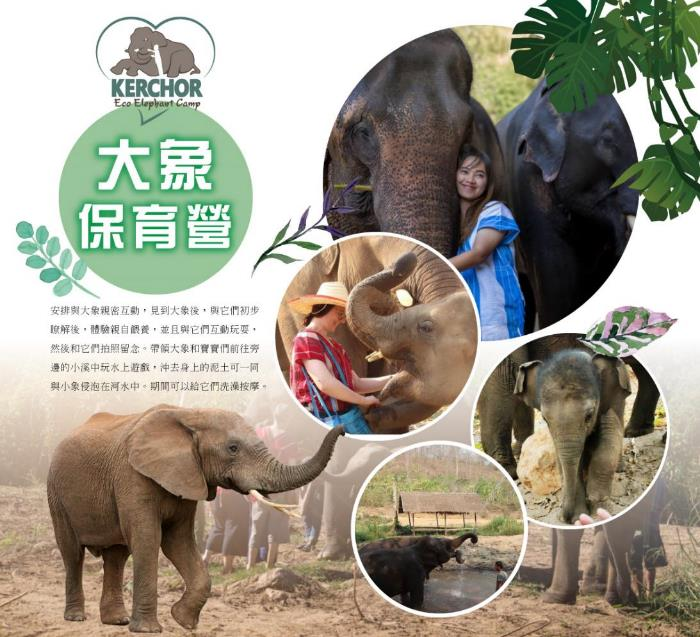 KERCHOR
Eco Elephant Camp
大象
保育營
安排與大象親密互動，見到大象後，與它們初步
瞭解後，體驗親自餵養，並且與它們互動玩耍，
然後和它們拍照留念。帶領大象和寶寶們前往旁
邊的小溪中玩水上遊戲，沖去身上的泥土可一同
與小象侵泡在河水中。期間可以給它們洗澡按摩。